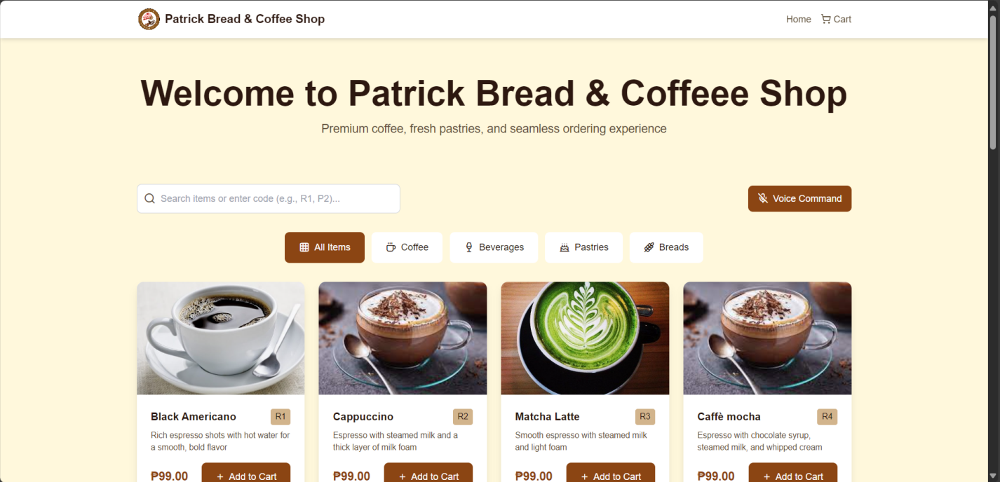 Patrick Bread & Coffee Shop
Home
Cart
Welcome to Patrick Bread & Coffeee Shop
Premium coffee, fresh pastries, and seamless ordering experience
Search items or enter code (e.g., R1, P2)...
Voice Command
All Items
Coffee
Beverages
Pastries
Breads
Black Americano
R1
Rich espresso shots with hot water for
a smooth, bold flavor
₱99.00
+ Add to Cart
Cappuccino
R2
Espresso with steamed milk and a
thick layer of milk foam
₱99.00
+ Add to Cart
Matcha Latte
R3
Smooth espresso with steamed milk
and light foam
₱99.00
+ Add to Cart
Caffè mocha
R4
Espresso with chocolate syrup,
steamed milk, and whipped cream
₱99.00
+ Add to Cart